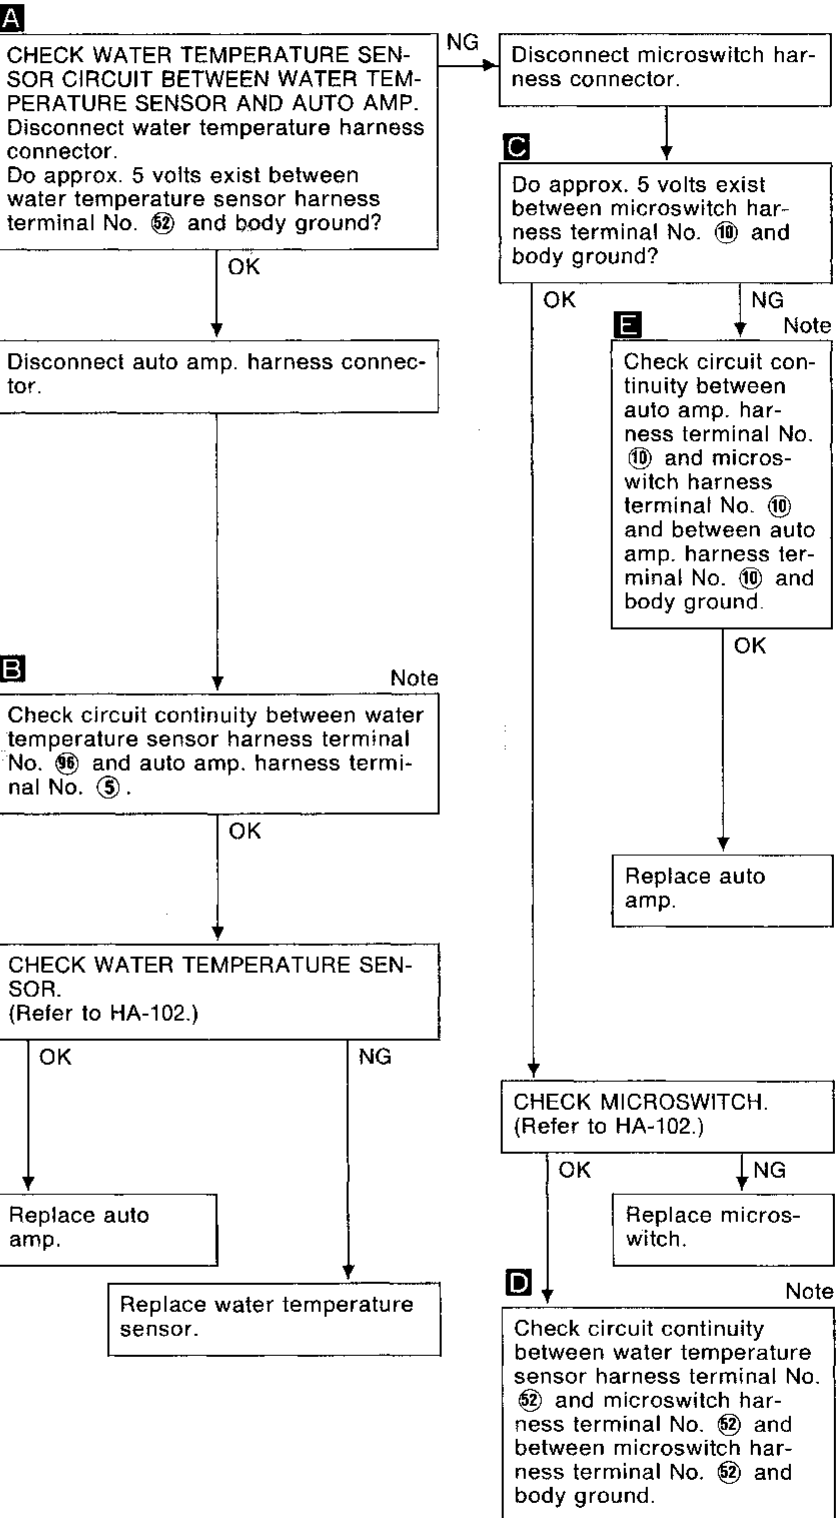 A
CHECK WATER TEMPERATURE SEN-
SOR CIRCUIT BETWEEN WATER TEM-
PERATURE SENSOR AND AUTO AMP.
Disconnect water temperature harness
connector.
Do approx. 5 volts exist between
water temperature sensor harness
terminal No. 52 and body ground?
NG
OK
Disconnect auto amp. harness connec-
tor.
B
Note
Check circuit continuity between water
temperature sensor harness terminal
No. 96 and auto amp. harness termi-
nal No. 5.
OK
CHECK WATER TEMPERATURE SEN-
SOR.
(Refer to HA-102.)
OK
NG
Replace auto
amp.
Replace water temperature
sensor.
Disconnect microswitch har-
ness connector.
C
Do approx. 5 volts exist
between microswitch har-
ness terminal No. 10 and
body ground?
OK
NG
E
Note
Check circuit con-
tinuity between
auto amp. har-
ness terminal No.
10 and micros-
witch harness
terminal No. 10
and between auto
amp. harness ter-
minal No. 10 and
body ground.
OK
Replace auto
amp.
CHECK MICROSWITCH.
(Refer to HA-102.)
OK
NG
Replace micros-
witch.
D
Note
Check circuit continuity
between water temperature
sensor harness terminal No.
52 and microswitch har-
ness terminal No. 52 and
between microswitch har-
ness terminal No. 52 and
body ground.